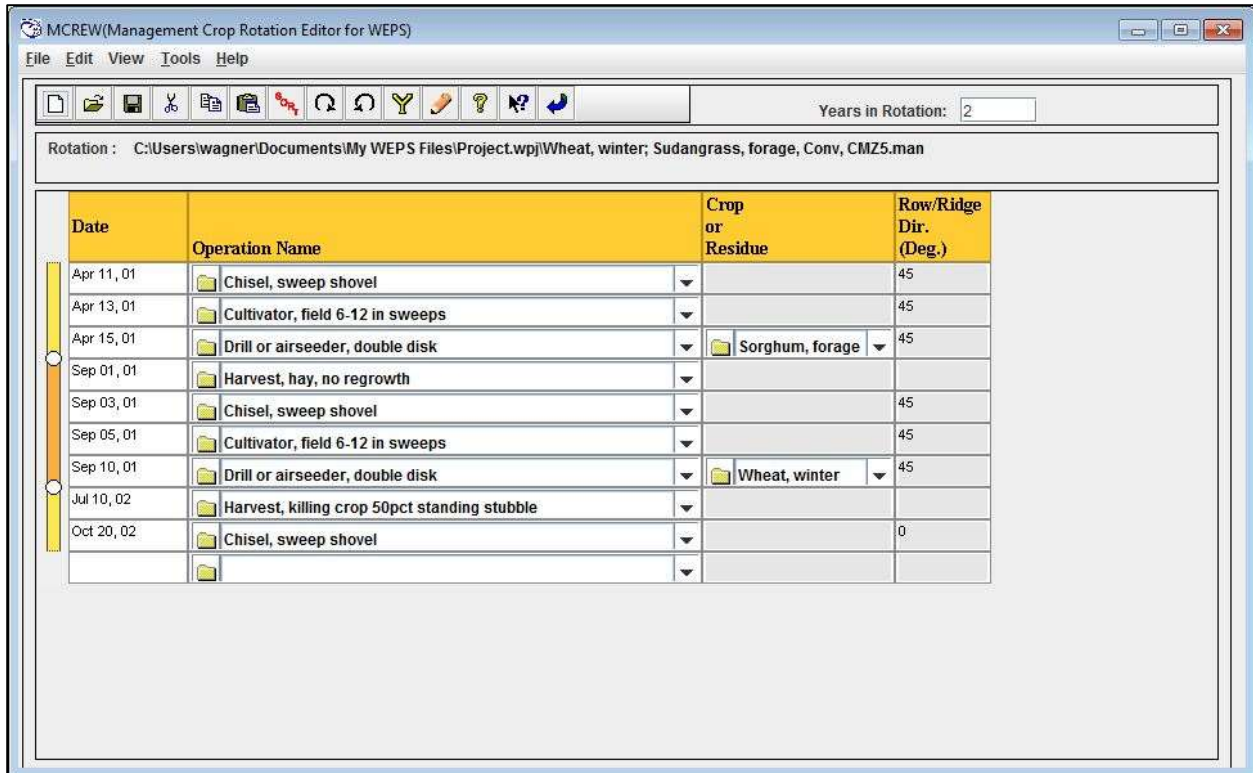 MCREW(Management Crop Rotation Editor for WEPS)
File Edit View Tools Help
SORT
Years in Rotation: 2
Rotation : C:\Users\wagner\Documents\My WEPS Files\Project.wpj\Wheat, winter; Sudangrass, forage, Conv, CMZ5.man
Date Operation Name Crop or Residue Row/Ridge Dir. (Deg.)
Apr 11, 01 Chisel, sweep shovel 45
Apr 13, 01 Cultivator, field 6-12 in sweeps 45
Apr 15, 01 Drill or airseeder, double disk Sorghum, forage 45
Sep 01, 01 Harvest, hay, no regrowth
Sep 03, 01 Chisel, sweep shovel 45
Sep 05, 01 Cultivator, field 6-12 in sweeps 45
Sep 10, 01 Drill or airseeder, double disk Wheat, winter 45
Jul 10, 02 Harvest, killing crop 50pct standing stubble
Oct 20, 02 Chisel, sweep shovel 0